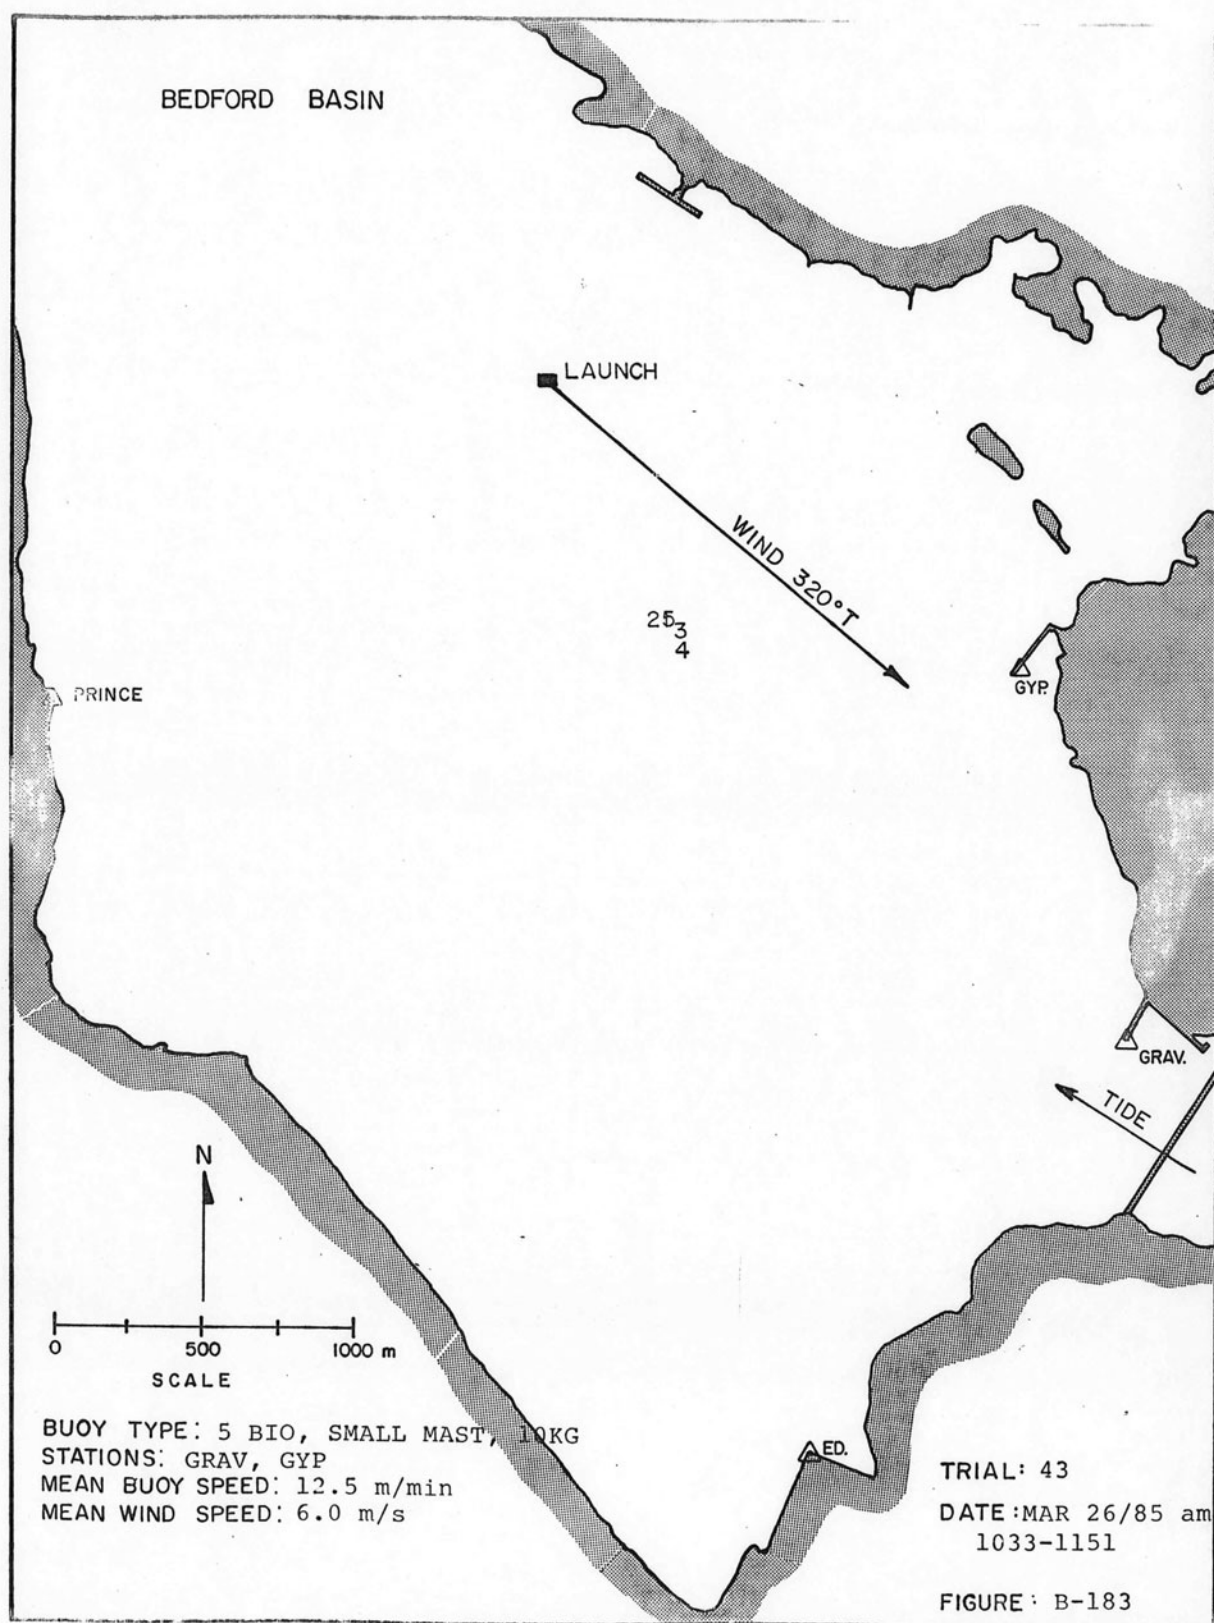 BEDFORD BASIN
LAUNCH
WIND 320°T
25
3
4
PRINCE
GYP.
GRAV.
TIDE
N
0 500 1000 m
SCALE
ED.
BUOY TYPE: 5 BIO, SMALL MAST, 10KG
STATIONS: GRAV, GYP
MEAN BUOY SPEED: 12.5 m/min
MEAN WIND SPEED: 6.0 m/s
TRIAL: 43
DATE: MAR 26/85 am
1033-1151
FIGURE: B-183